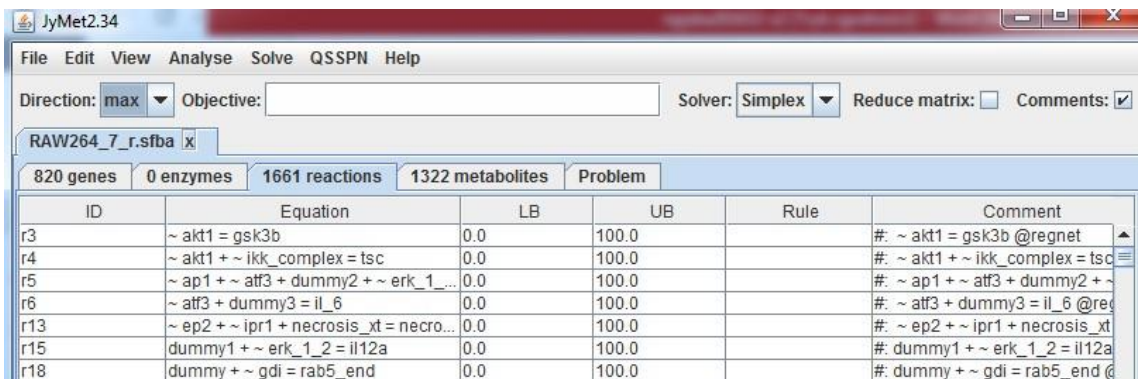 JyMet2.34
File Edit View Analyse Solve QSSPN Help
Direction: max Objective: Solver: Simplex Reduce matrix: Comments:
RAW264_7_r.sfba x
820 genes 0 enzymes 1661 reactions 1322 metabolites Problem
ID Equation LB UB Rule Comment
r3 ~ akt1 = gsk3b 0.0 100.0 #: ~ akt1 = gsk3b @regnet
r4 ~ akt1 + ~ ikk_complex = tsc 0.0 100.0 #: ~ akt1 + ~ ikk_complex = tsc
r5 ~ ap1 + ~ atf3 + dummy2 + ~ erk_1_... 0.0 100.0 #: ~ ap1 + ~ atf3 + dummy2 + ~
r6 ~ atf3 + dummy3 = il_6 0.0 100.0 #: ~ atf3 + dummy3 = il_6 @reg
r13 ~ ep2 + ~ ipr1 + necrosis_xt = necro... 0.0 100.0 #: ~ ep2 + ~ ipr1 + necrosis_xt
r15 dummy1 + ~ erk_1_2 = il12a 0.0 100.0 #: dummy1 + ~ erk_1_2 = il12a
r18 dummy + ~ gdi = rab5_end 0.0 100.0 #: dummy + ~ gdi = rab5_end @